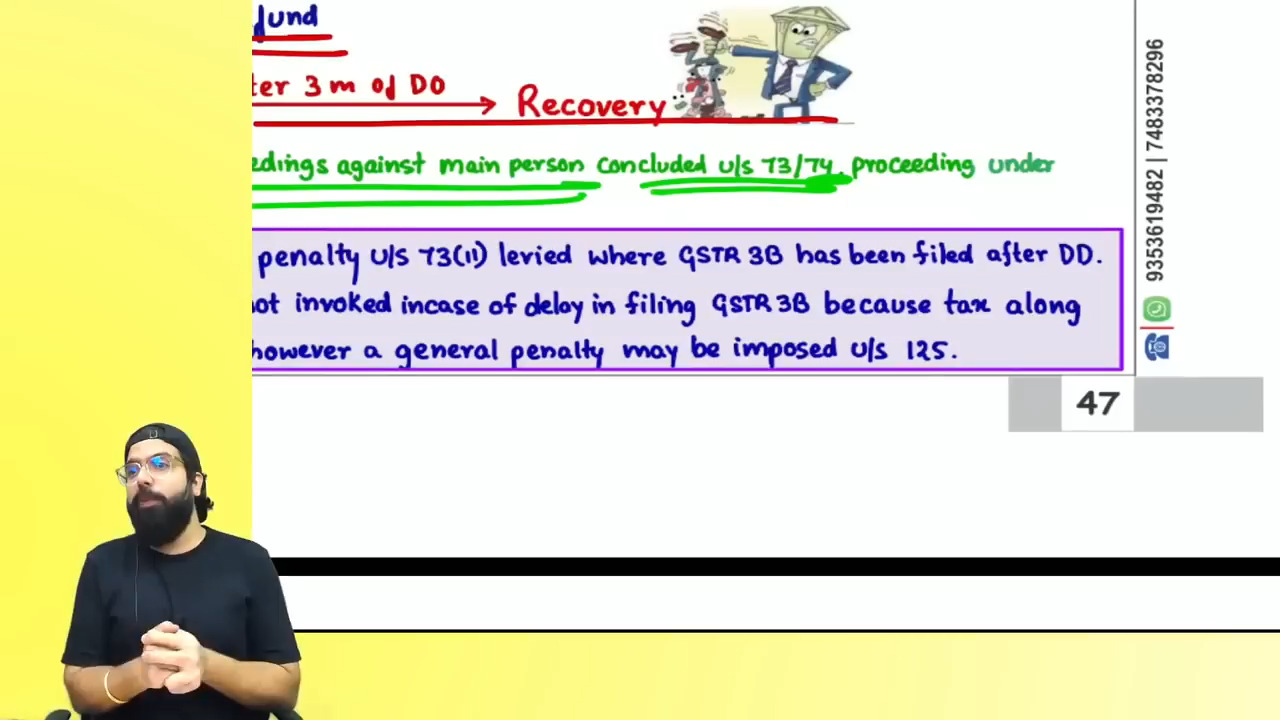 fund
ter 3 m of DO
Recovery
edings against main person concluded u/s 73/74, proceeding under
penalty U/s 73(11) levied where GSTR 3B has been filed after DD.
not invoked incase of delay in filing GSTR 3B because tax along
however a general penalty may be imposed U/s 125.
47
9353619482 | 7483378296